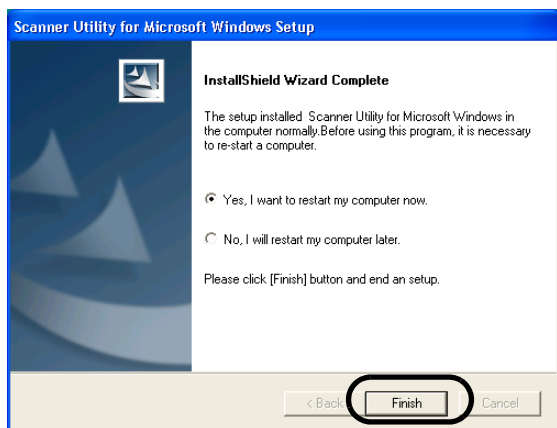 Scanner Utility for Microsoft Windows Setup
InstallShield Wizard Complete
The setup installed Scanner Utility for Microsoft Windows in
the computer normally.Before using this program, it is necessary
to re-start a computer.
Yes, I want to restart my computer now.
No, I will restart my computer later.
Please click [Finish] button and end an setup.
< Back
Finish
Cancel